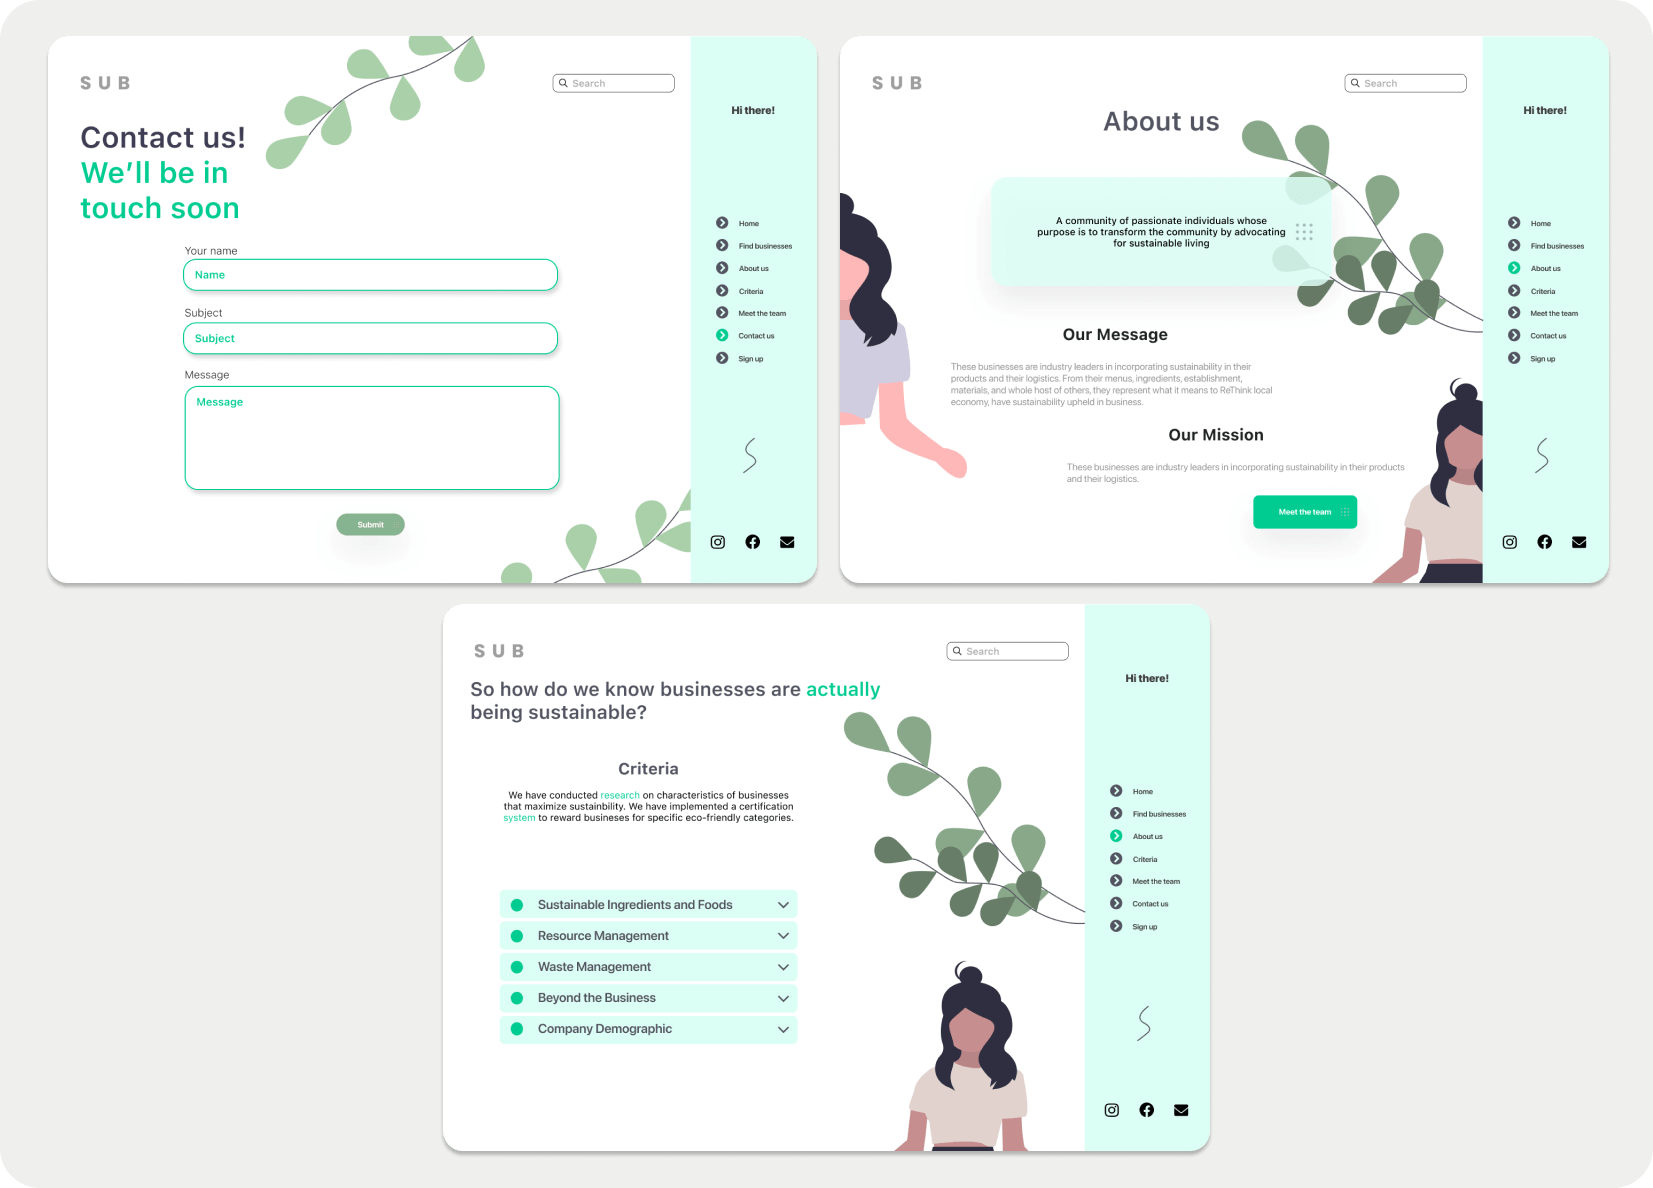 SUB
Search
Contact us!
We'll be in
touch soon
Your name
Name
Subject
Subject
Message
Message
Submit
Hi there!
Home
Find businesses
About us
Criteria
Meet the team
Contact us
Sign up
SUB
Search
About us
A community of passionate individuals whose
purpose is to transform the community by advocating
for sustainable living
Our Message
These businesses are industry leaders in incorporating sustainability in their
products and their logistics. From their menus, ingredients, establishment,
materials, and whole host of others, they represent what it means to ReThink local
economy, have sustainability upheld in business.
Our Mission
These businesses are industry leaders in incorporating sustainability in their products
and their logistics.
Meet the team
Hi there!
Home
Find businesses
About us
Criteria
Meet the team
Contact us
Sign up
SUB
Search
So how do we know businesses are actually
being sustainable?
Criteria
We have conducted research on characteristics of businesses
that maximize sustainbility. We have implemented a certification
system to reward busineses for specific eco-friendly categories.
Sustainable Ingredients and Foods
Resource Management
Waste Management
Beyond the Business
Company Demographic
Hi there!
Home
Find businesses
About us
Criteria
Meet the team
Contact us
Sign up